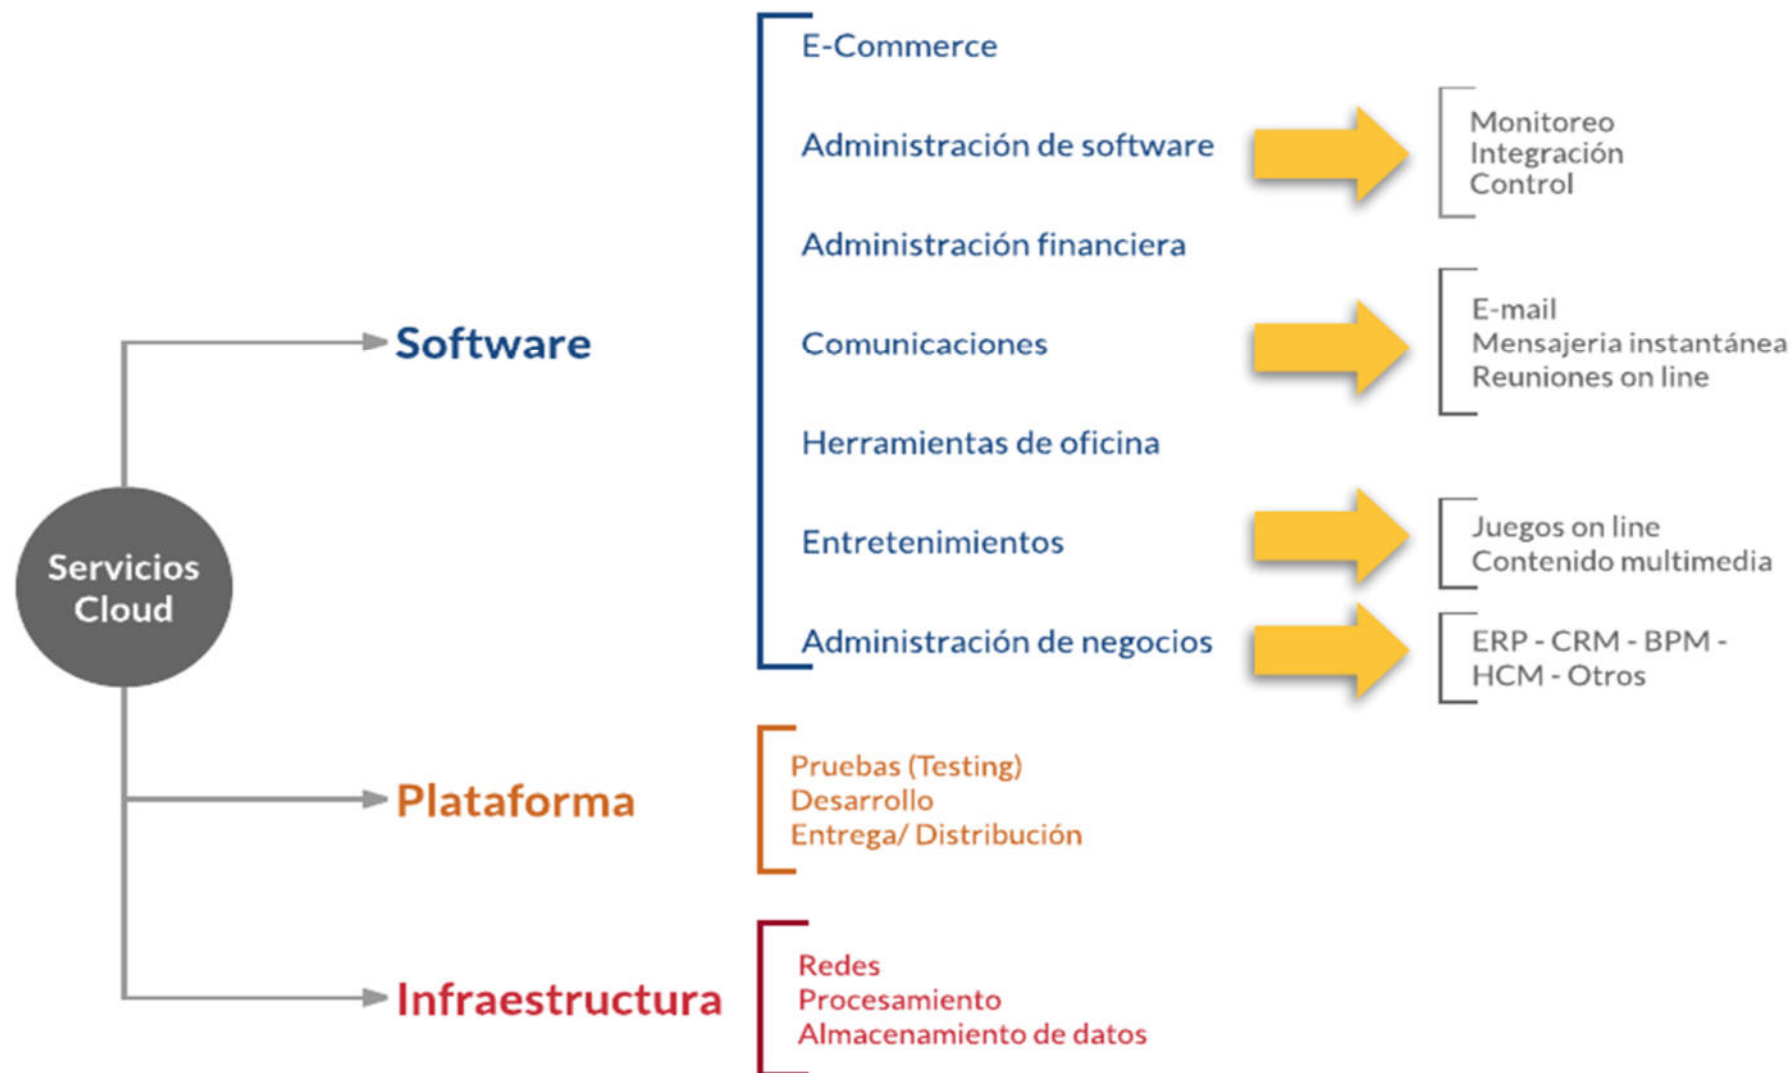 Servicios
Cloud
Software
E-Commerce
Administración de software
Monitoreo
Integración
Control
Administración financiera
Comunicaciones
E-mail
Mensajeria instantánea
Reuniones on line
Herramientas de oficina
Entretenimientos
Juegos on line
Contenido multimedia
Administración de negocios
ERP - CRM - BPM -
HCM - Otros
Plataforma
Pruebas (Testing)
Desarrollo
Entrega/ Distribución
Infraestructura
Redes
Procesamiento
Almacenamiento de datos